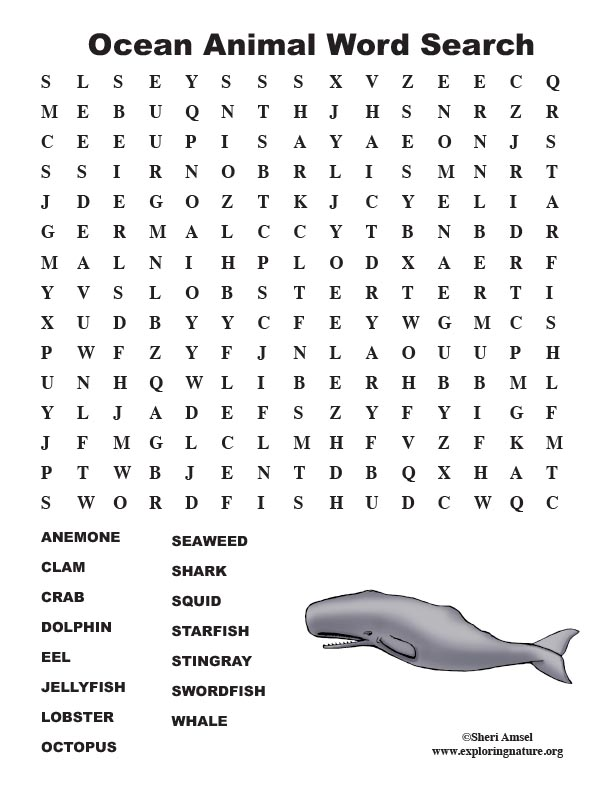 Ocean Animal Word Search
S L S E Y S S S X V Z E E C Q
M E B U Q N T H J H S N R Z R
C E E U P I S A Y A E O N J S
S S I R N O B R L I S M N R T
J D E G O Z T K J C Y E L I A
G E R M A L C C Y T B N B D R
M A L N I H P L O D X A E R F
Y V S L O B S T E R T E R T I
X U D B Y Y C F E Y W G M C S
P W F Z Y F J N L A O U U P H
U N H Q W L I B E R H B B M L
Y L J A D E F S Z Y F Y I G F
J F M G L C L M H F V Z F K M
P T W B J E N T D B Q X H A T
S W O R D F I S H U D C W Q C
ANEMONE
CLAM
CRAB
DOLPHIN
EEL
JELLYFISH
LOBSTER
OCTOPUS
SEAWEED
SHARK
SQUID
STARFISH
STINGRAY
SWORDFISH
WHALE
©Sheri Amsel
www.exploringnature.org